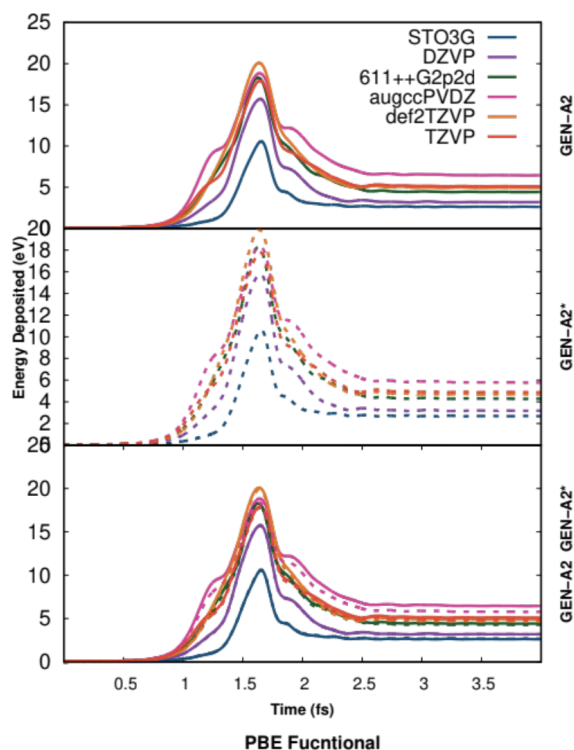 25
STO3G
DZVP
20
611++G2p2d
augccPVDZ
15
def2TZVP
TZVP
10
5
GEN-A2
20
18
16
14
12
10
8
6
4
2
Energy Deposited (eV)
GEN-A2*
25
20
15
10
5
0
GEN-A2 GEN-A2*
0.5 1 1.5 2 2.5 3 3.5
Time (fs)
PBE Fucntional